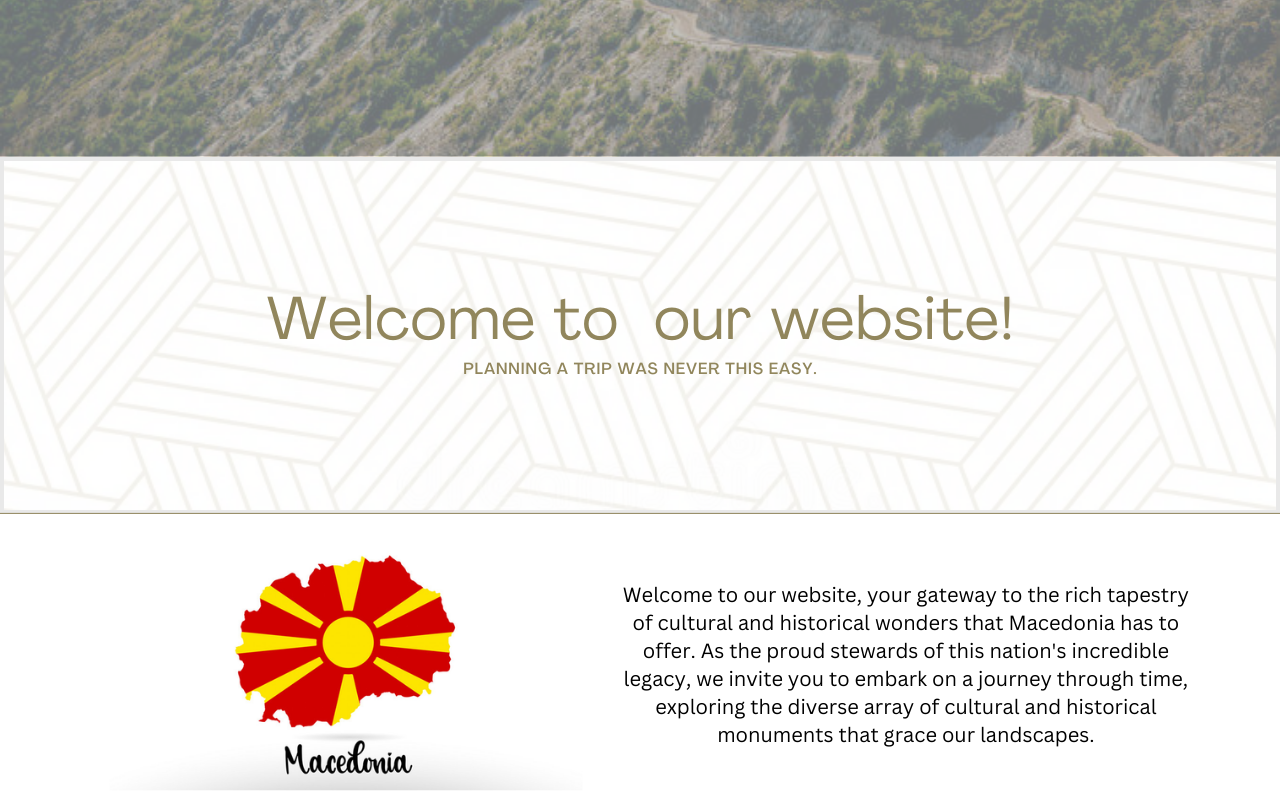 Welcome to our website!
PLANNING A TRIP WAS NEVER THIS EASY.
Macedonia
Welcome to our website, your gateway to the rich tapestry
of cultural and historical wonders that Macedonia has to
offer. As the proud stewards of this nation's incredible
legacy, we invite you to embark on a journey through time,
exploring the diverse array of cultural and historical
monuments that grace our landscapes.